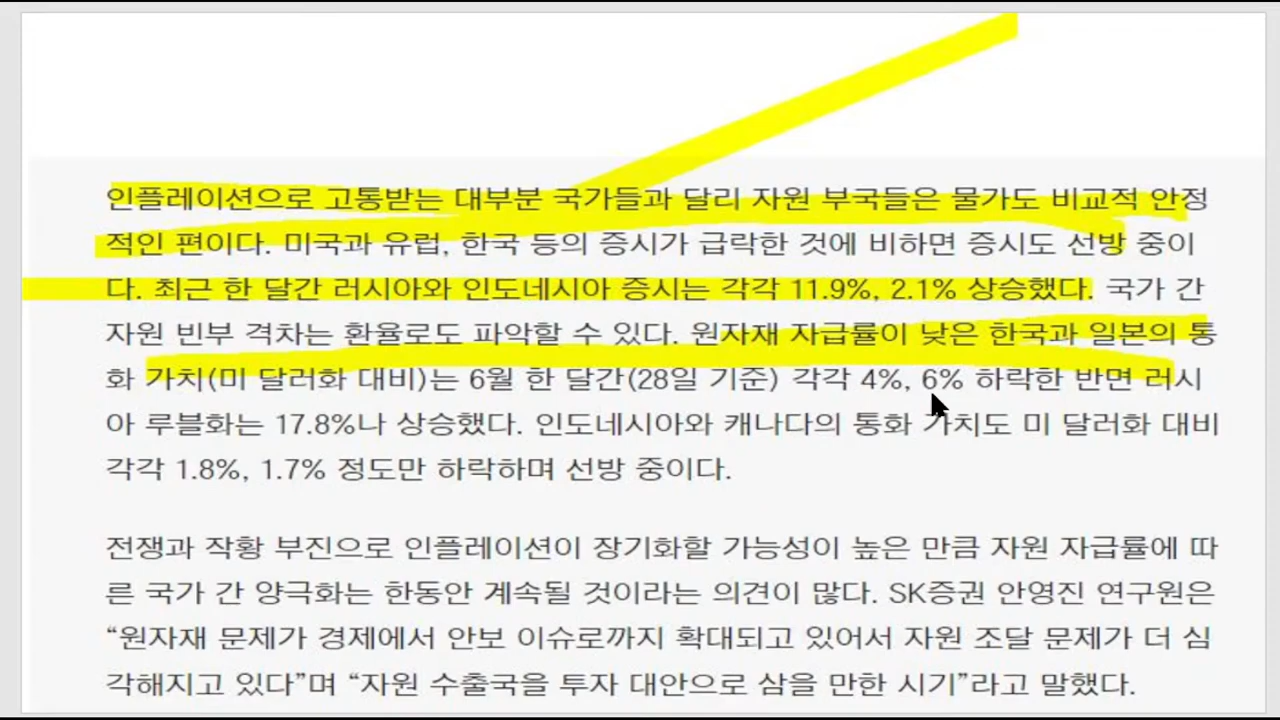 인플레이션으로 고통받는 대부분 국가들과 달리 자원 부국들은 물가도 비교적 안정
적인 편이다. 미국과 유럽, 한국 등의 증시가 급락한 것에 비하면 증시도 선방 중이
다. 최근 한 달간 러시아와 인도네시아 증시는 각각 11.9%, 2.1% 상승했다. 국가 간
자원 빈부 격차는 환율로도 파악할 수 있다. 원자재 자급률이 낮은 한국과 일본의 통
화 가치(미 달러화 대비)는 6월 한 달간(28일 기준) 각각 4%, 6% 하락한 반면 러시
아 루블화는 17.8%나 상승했다. 인도네시아와 캐나다의 통화 가치도 미 달러화 대비
각각 1.8%, 1.7% 정도만 하락하며 선방 중이다.
전쟁과 작황 부진으로 인플레이션이 장기화할 가능성이 높은 만큼 자원 자급률에 따
른 국가 간 양극화는 한동안 계속될 것이라는 의견이 많다. SK증권 안영진 연구원은
“원자재 문제가 경제에서 안보 이슈로까지 확대되고 있어서 자원 조달 문제가 더 심
각해지고 있다”며 “자원 수출국을 투자 대안으로 삼을 만한 시기”라고 말했다.